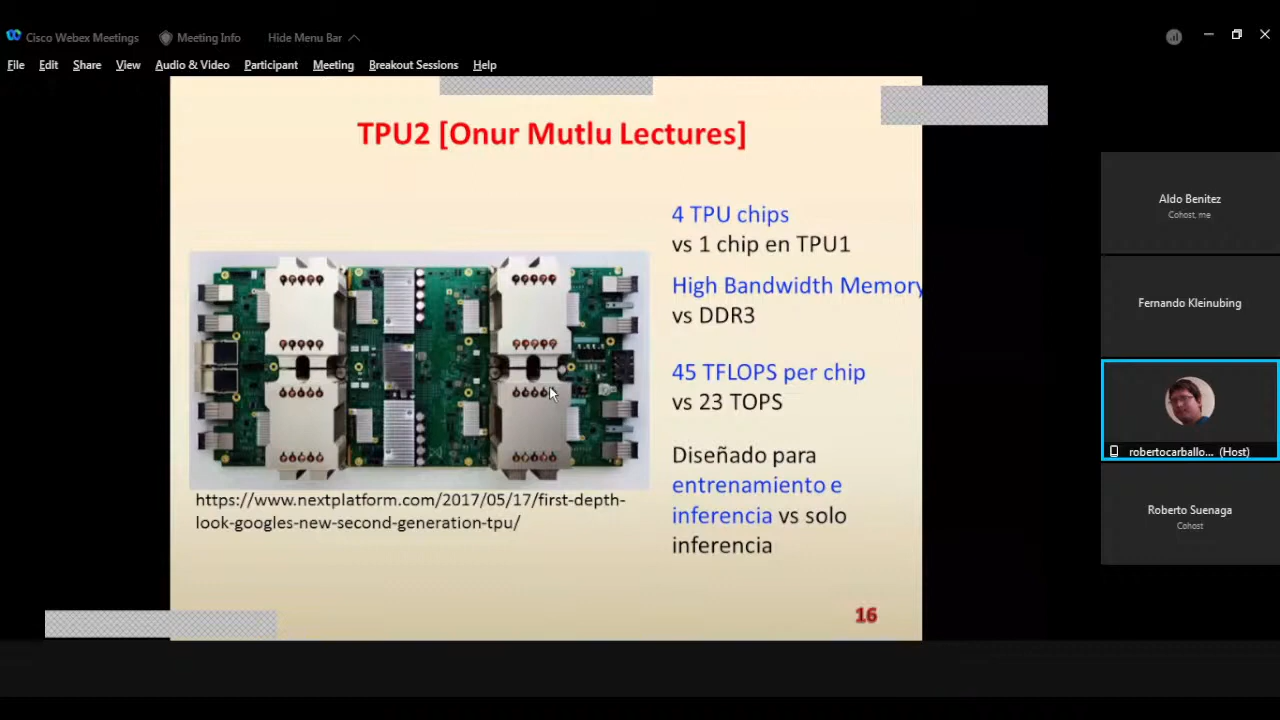 Cisco Webex Meetings
Meeting Info
Hide Menu Bar
File Edit Share View Audio & Video Participant Meeting Breakout Sessions Help
TPU2 [Onur Mutlu Lectures]
4 TPU chips
vs 1 chip en TPU1
High Bandwidth Memory
vs DDR3
45 TFLOPS per chip
vs 23 TOPS
Diseñado para
entrenamiento e
inferencia vs solo
inferencia
https://www.nextplatform.com/2017/05/17/first-depth-
look-googles-new-second-generation-tpu/
16
Aldo Benitez
Cohost, me
Fernando Kleinubing
robertocarballo... (Host)
Roberto Suenaga
Cohost